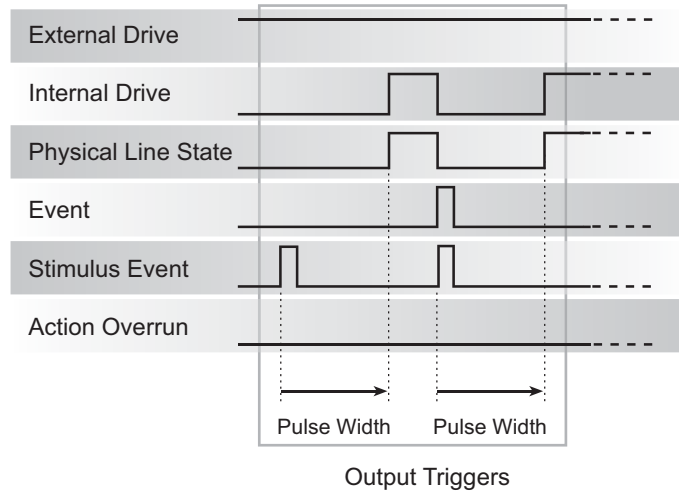 External Drive
Internal Drive
Physical Line State
Event
Stimulus Event
Action Overrun
Pulse Width Pulse Width
Output Triggers